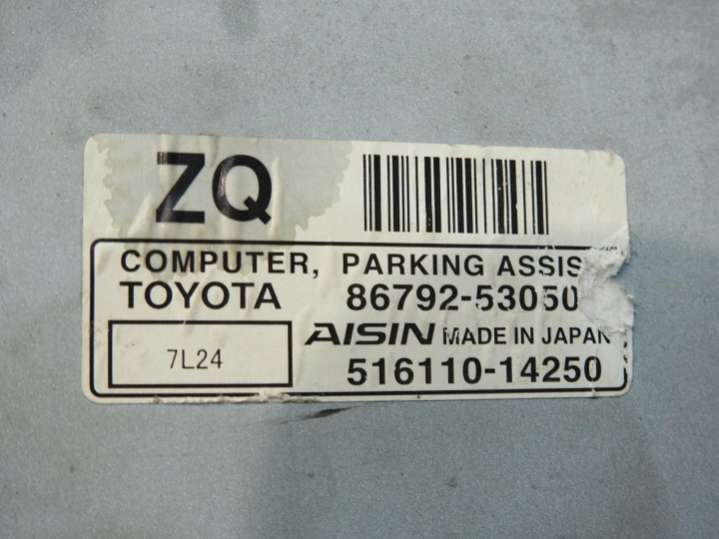 ZQ
COMPUTER, PARKING ASSIS
TOYOTA 86792-53050
7L24
AISIN MADE IN JAPAN
516110-14250